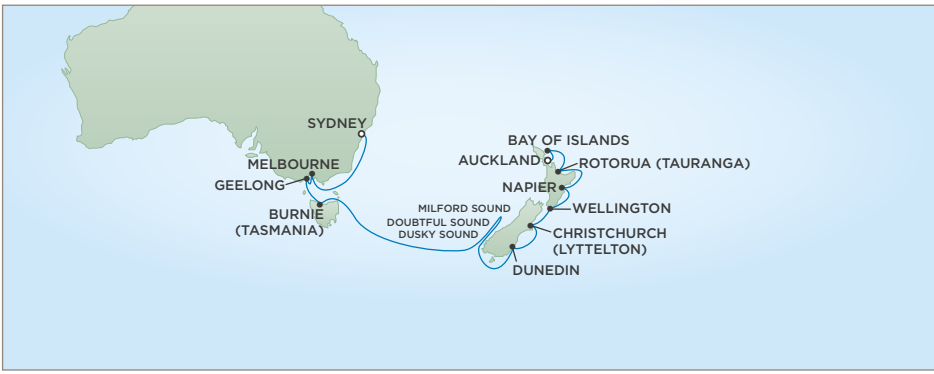 SYDNEY
MELBOURNE
GEELONG
BURNIE
(TASMANIA)
MILFORD SOUND
DOUBTFUL SOUND
DUSKY SOUND
BAY OF ISLANDS
AUCKLAND
ROTORUA (TAURANGA)
NAPIER
WELLINGTON
CHRISTCHURCH
(LYTTELTON)
DUNEDIN